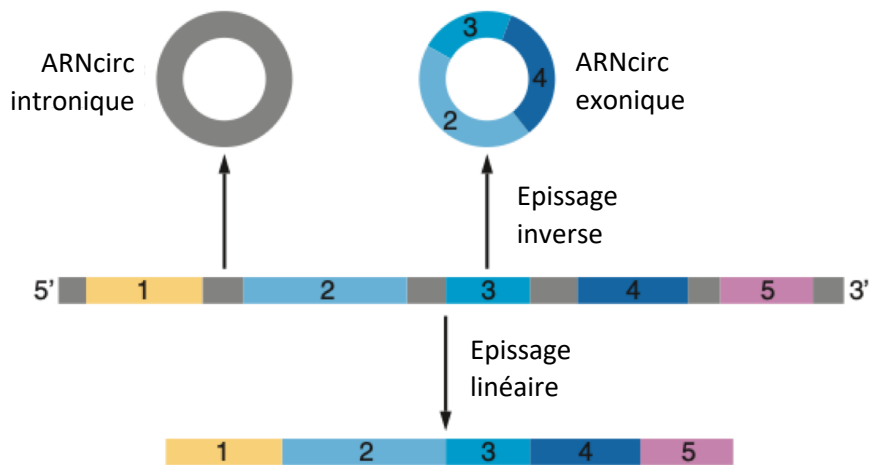 ARNcirc
intronique
3
4
2
ARNcirc
exonique
Epissage
inverse
5' 1 2 3 4 5 3'
Epissage
linéaire
1 2 3 4 5